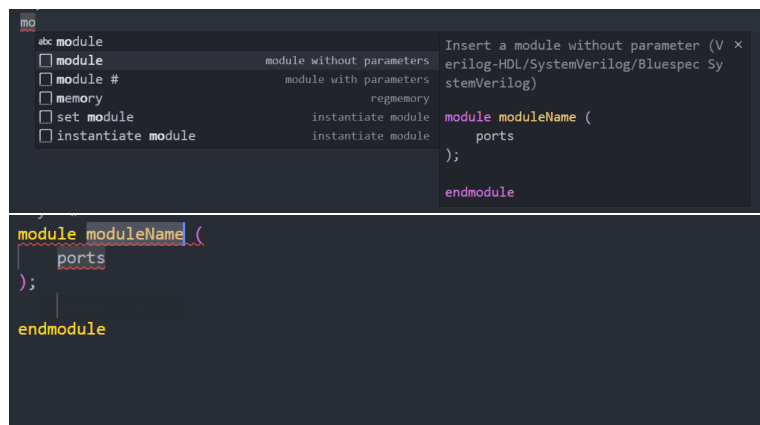 mo
abc module
module module without parameters
module # module with parameters
memory regmemory
set module instantiate module
instantiate module instantiate module
Insert a module without parameter (V ×
erilog-HDL/SystemVerilog/Bluespec Sy
stemVerilog)
module moduleName (
ports
);
endmodule
module moduleName (
ports
);
endmodule